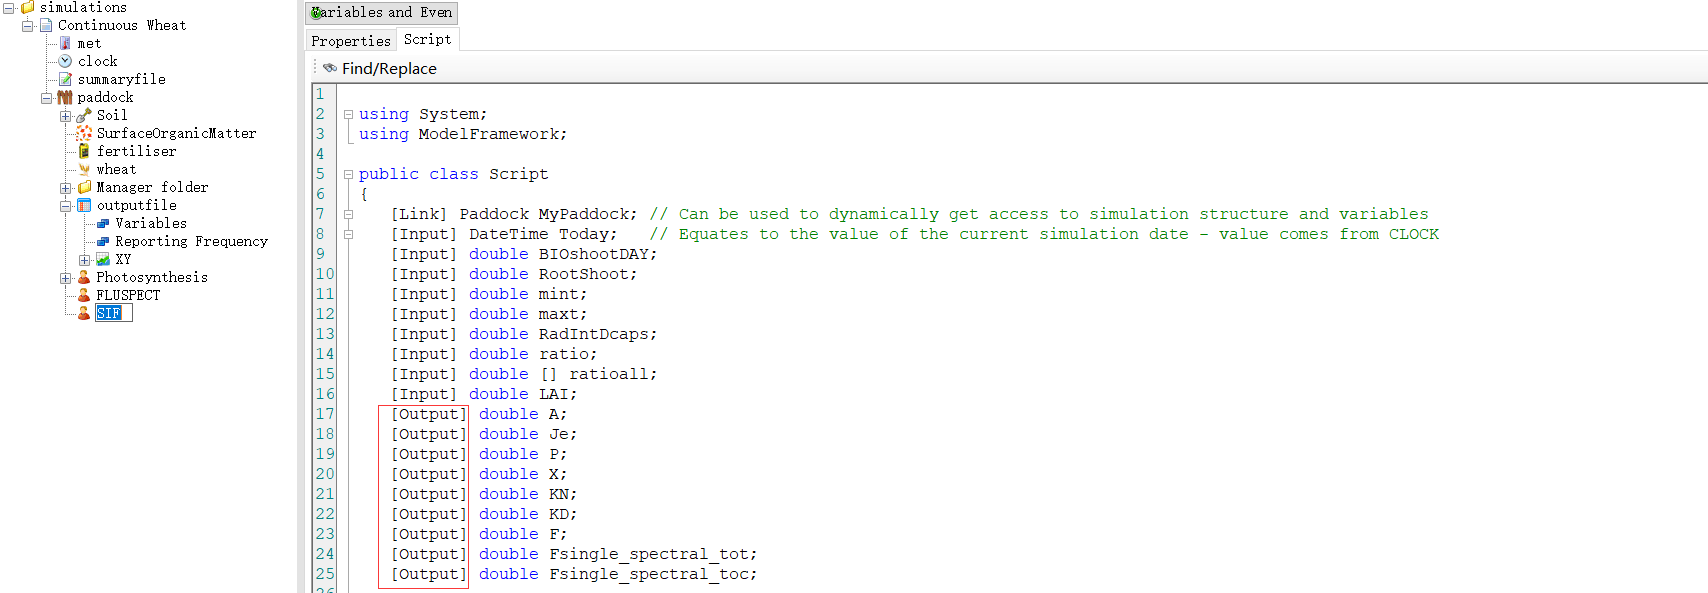 simulations
Continuous Wheat
met
clock
summaryfile
paddock
Soil
SurfaceOrganicMatter
fertiliser
wheat
Manager folder
outputfile
Variables
Reporting Frequency
XY
Photosynthesis
FLUSPECT
SIF
Variables and Even
Properties
Script
Find/Replace
1
2 using System;
3 using ModelFramework;
4
5 public class Script
6 {
7 [Link] Paddock MyPaddock; // Can be used to dynamically get access to simulation structure and variables
8 [Input] DateTime Today; // Equates to the value of the current simulation date - value comes from CLOCK
9 [Input] double BIOshootDAY;
10 [Input] double RootShoot;
11 [Input] double mint;
12 [Input] double maxt;
13 [Input] double RadIntDcaps;
14 [Input] double ratio;
15 [Input] double [] ratioall;
16 [Input] double LAI;
17 [Output] double A;
18 [Output] double Je;
19 [Output] double P;
20 [Output] double X;
21 [Output] double KN;
22 [Output] double KD;
23 [Output] double F;
24 [Output] double Fsingle_spectral_tot;
25 [Output] double Fsingle_spectral_toc;